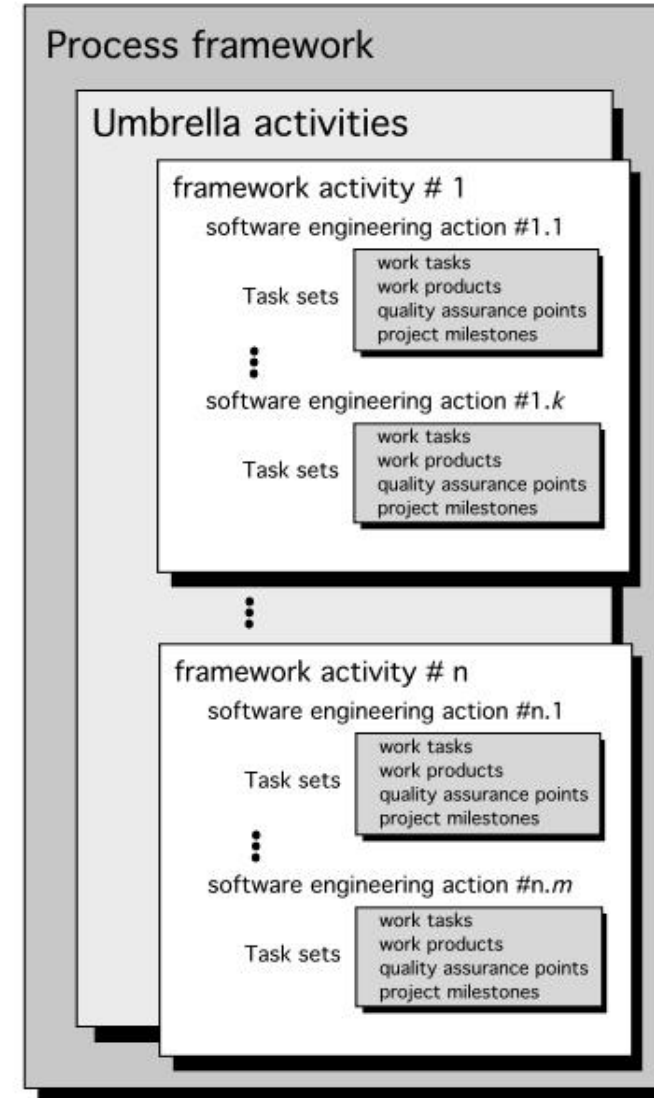 Process framework
Umbrella activities
framework activity # 1
software engineering action #1.1
Task sets
work tasks
work products
quality assurance points
project milestones
software engineering action #1.k
Task sets
work tasks
work products
quality assurance points
project milestones
framework activity # n
software engineering action #n.1
Task sets
work tasks
work products
quality assurance points
project milestones
software engineering action #n.m
Task sets
work tasks
work products
quality assurance points
project milestones